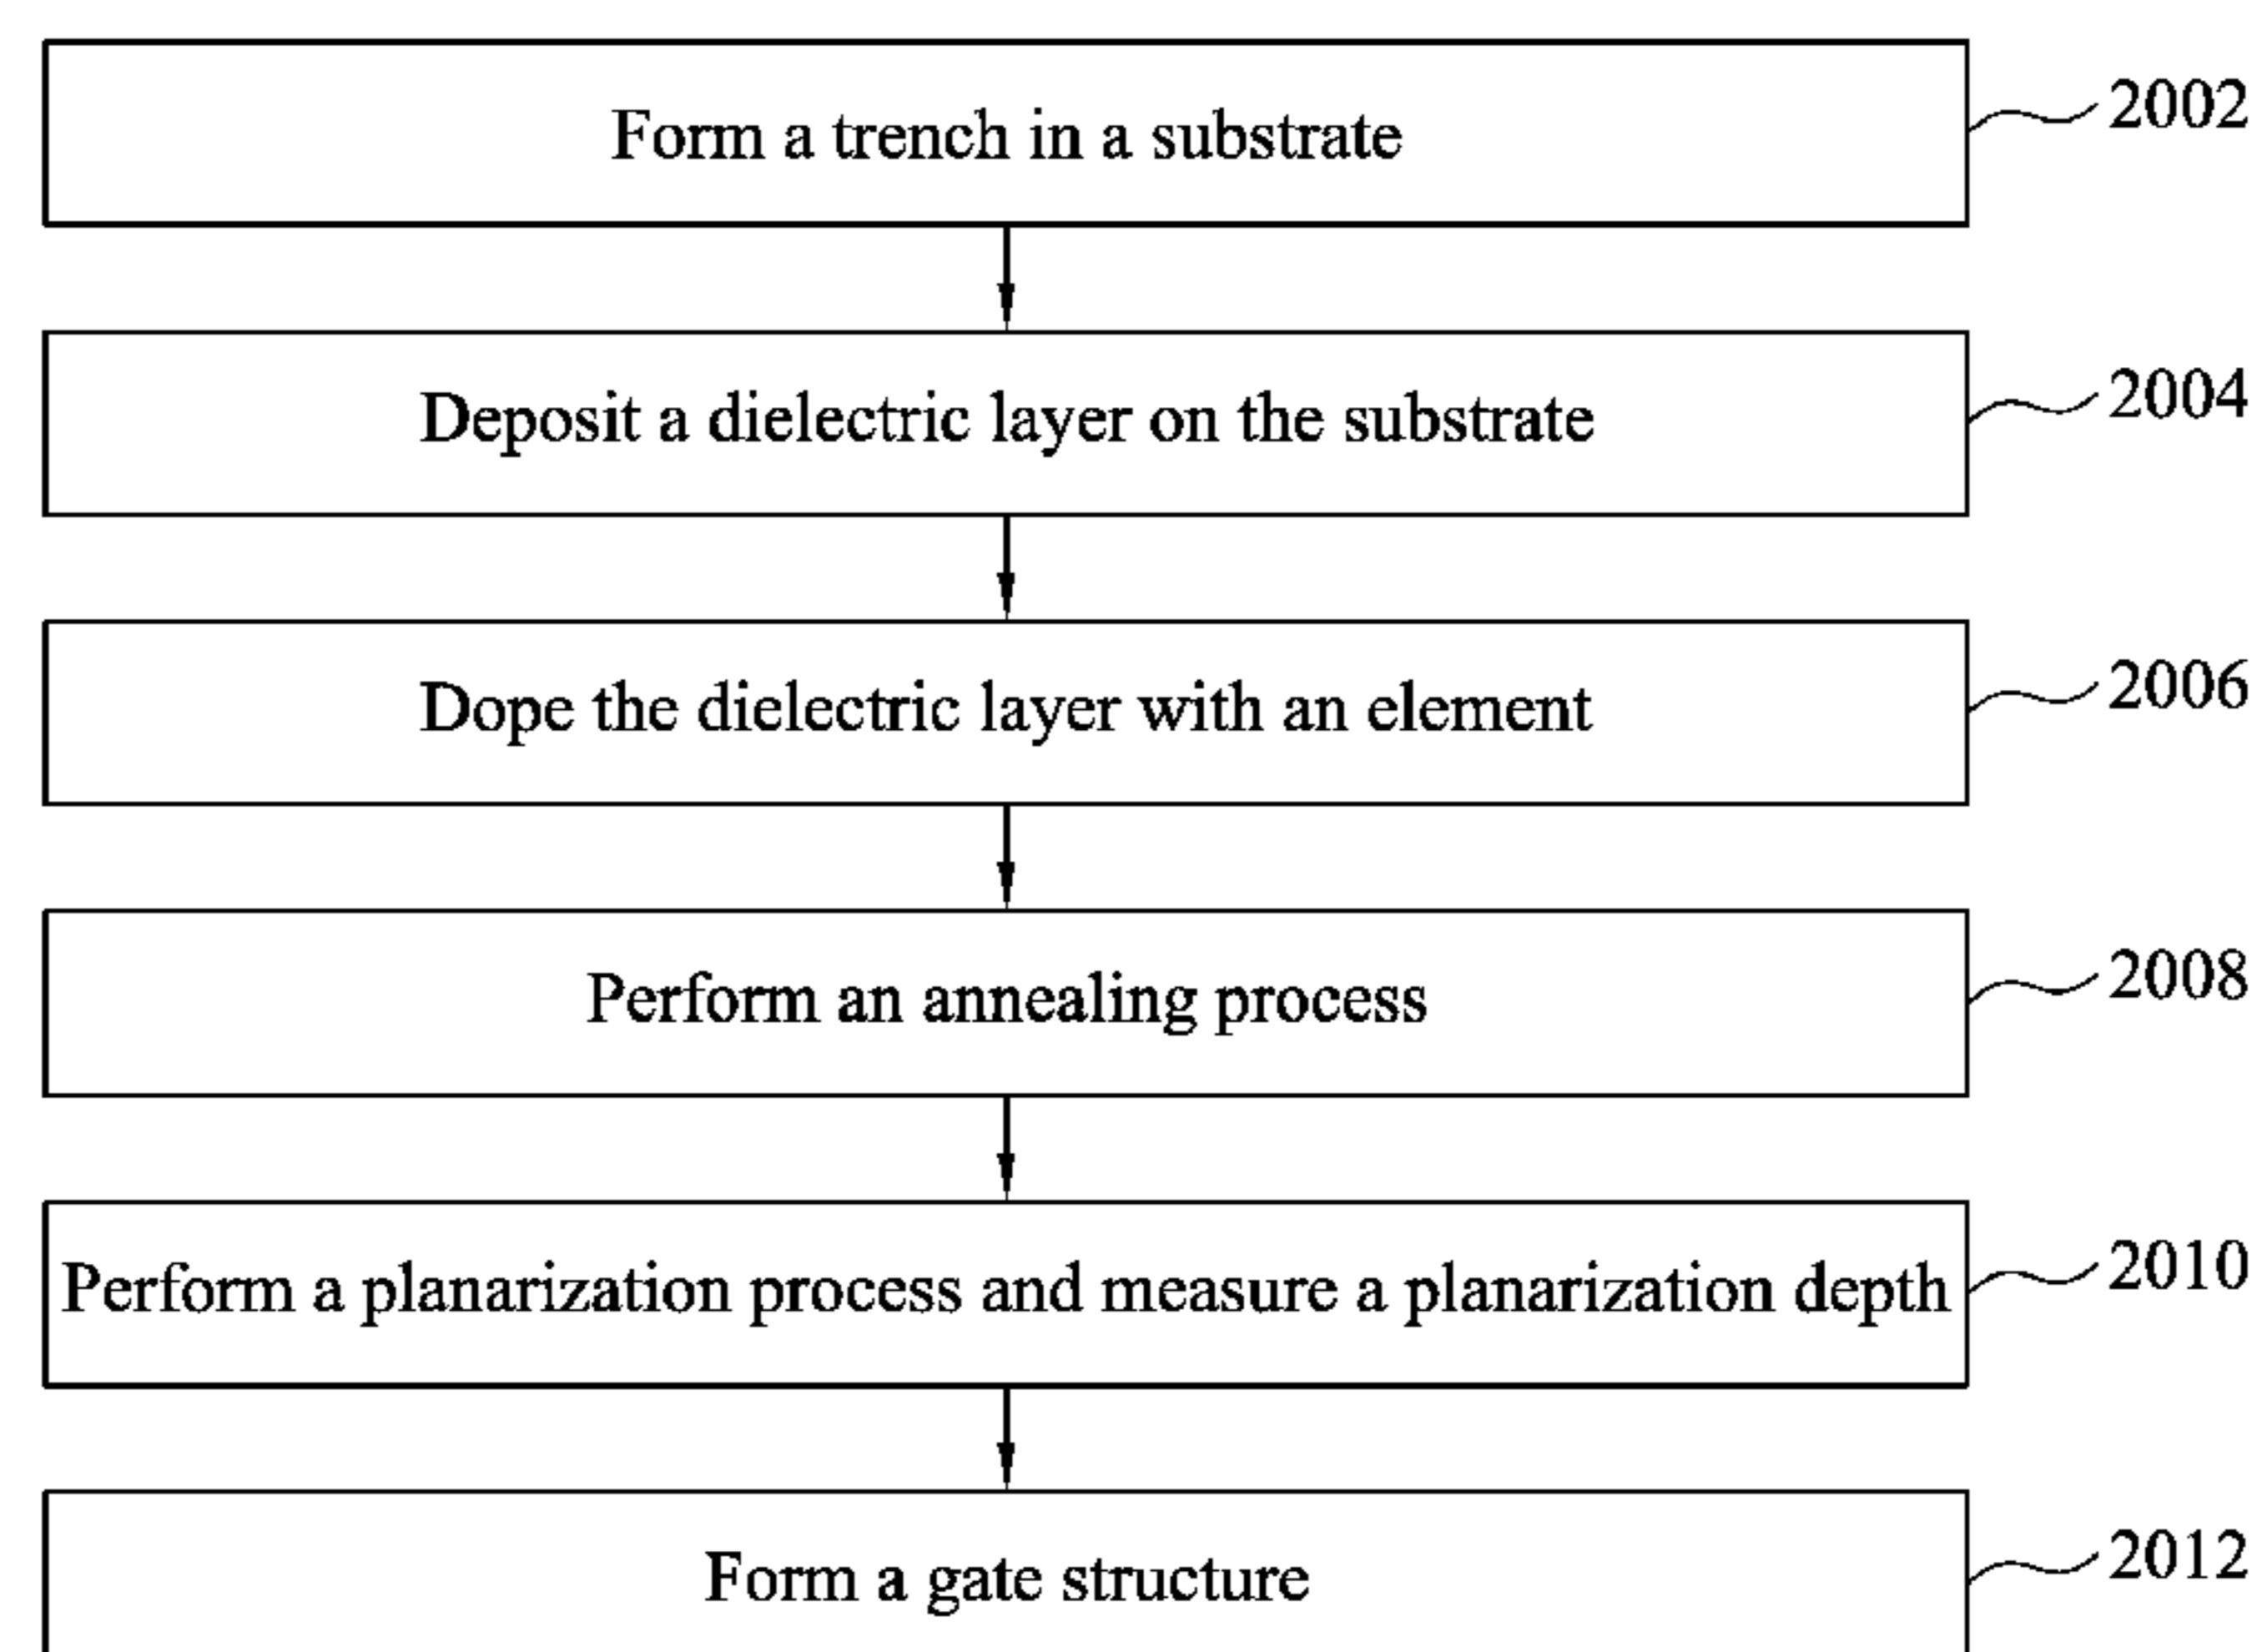 Form a trench in a substrate
2002
Deposit a dielectric layer on the substrate
2004
Dope the dielectric layer with an element
2006
Perform an annealing process
2008
Perform a planarization process and measure a planarization depth
2010
Form a gate structure
2012